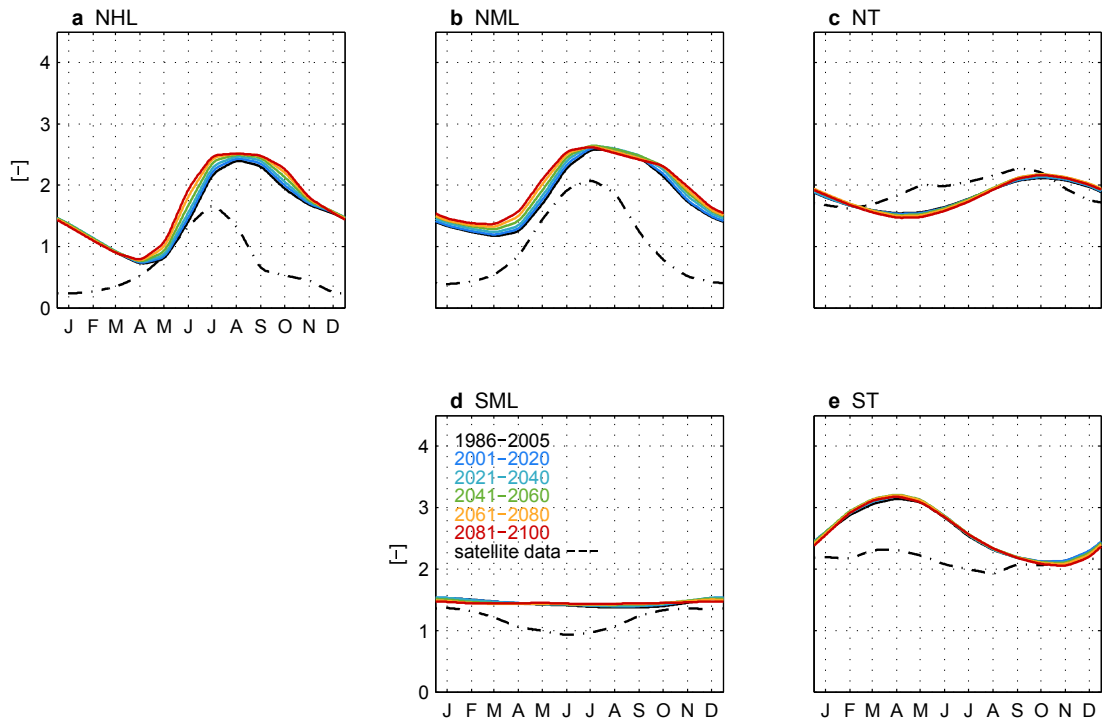 a NHL
b NML
c NT
4
3
2
1
0
[−]
J F M A M J J A S O N D
d SML
e ST
4
3
2
1
0
[−]
1986−2005
2001−2020
2021−2040
2041−2060
2061−2080
2081−2100
satellite data
J F M A M J J A S O N D
J F M A M J J A S O N D